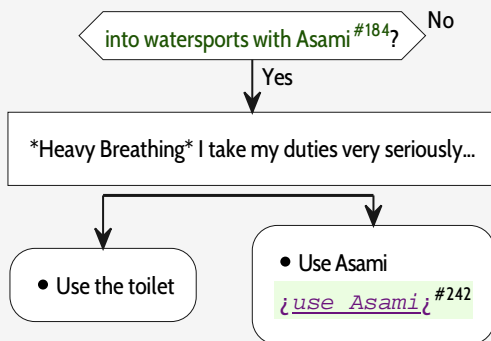 into watersports with Asami #184?
No
Yes
*Heavy Breathing* I take my duties very seriously...
• Use the toilet
• Use Asami
¿use Asami¿#242